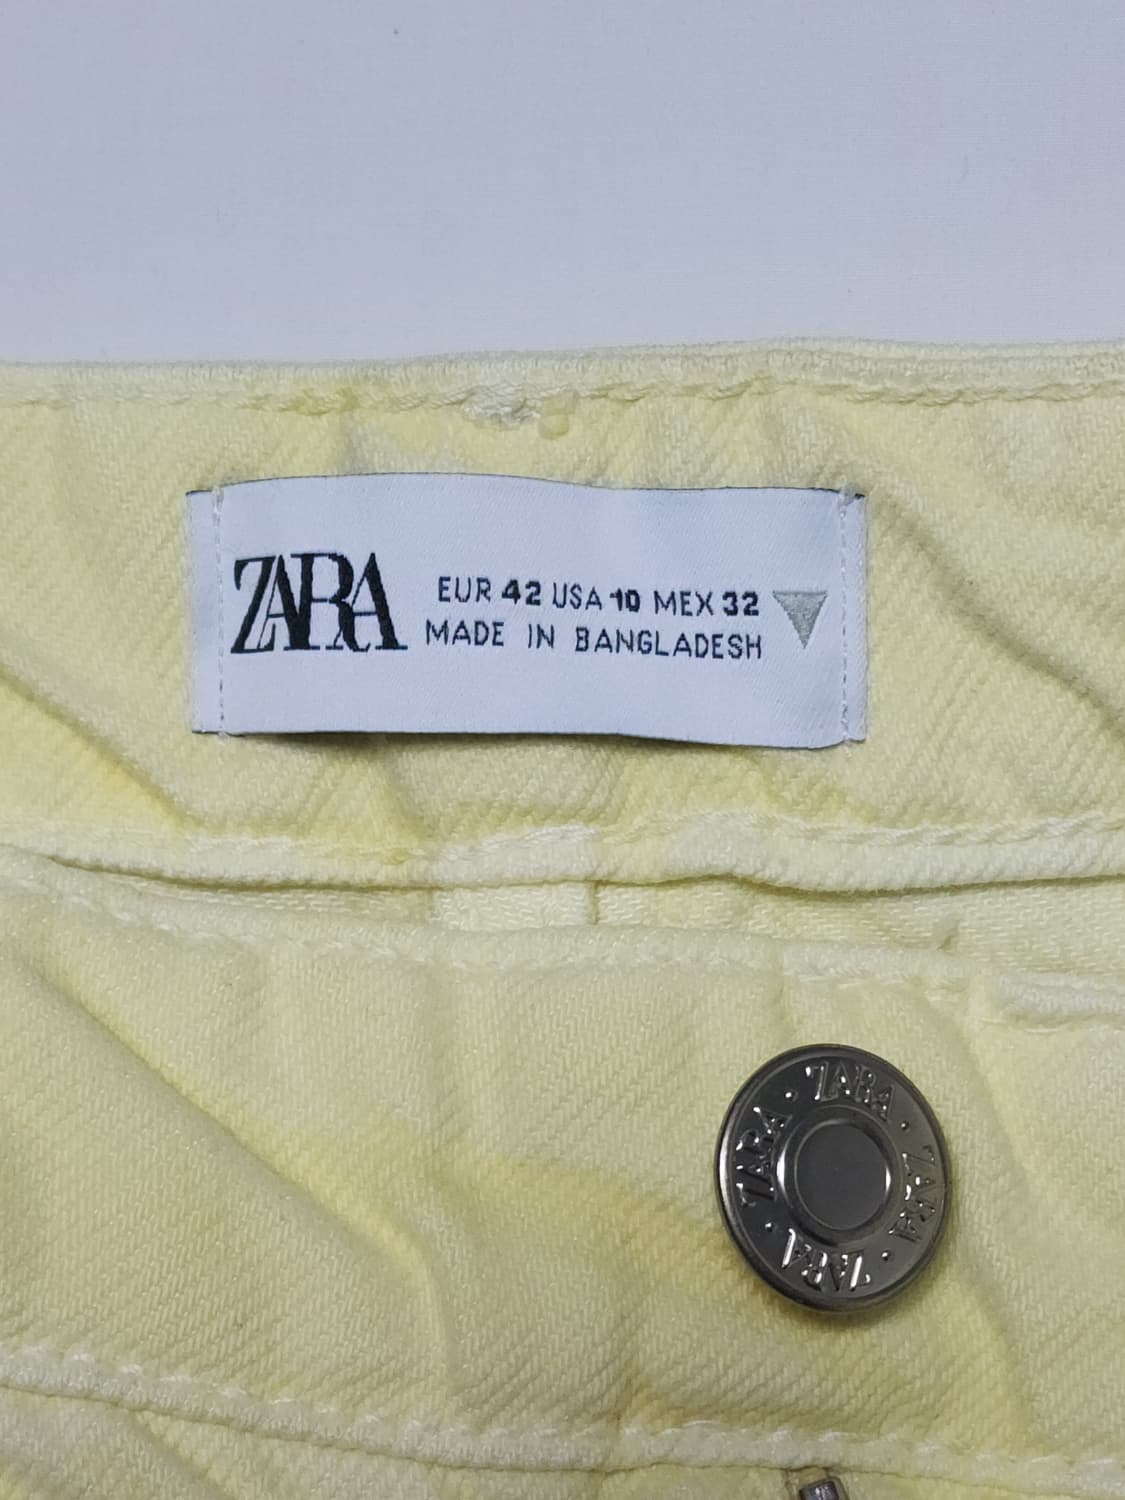 ZARA
EUR 42 USA 10 MEX 32
MADE IN BANGLADESH
ZARA · ZARA · ZARA · ZARA ·